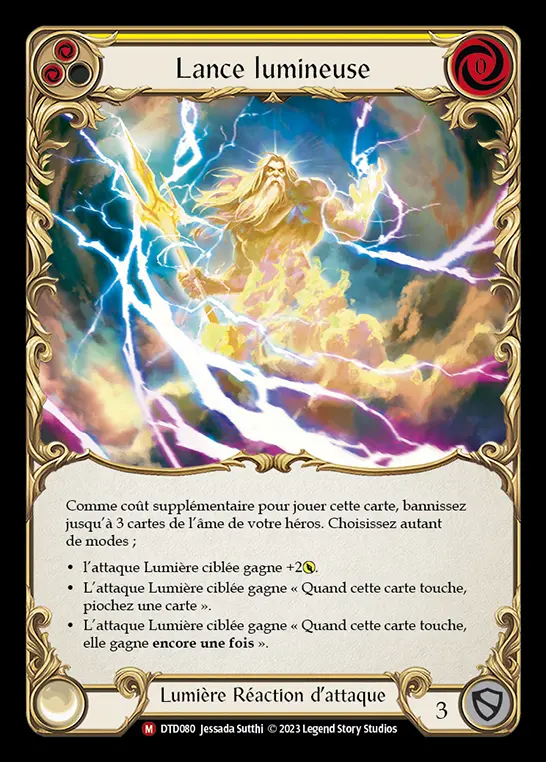 Lance lumineuse
0
Comme coût supplémentaire pour jouer cette carte, bannissez
jusqu'à 3 cartes de l'âme de votre héros. Choisissez autant
de modes ;
• l'attaque Lumière ciblée gagne +2.
• L'attaque Lumière ciblée gagne « Quand cette carte touche,
piochez une carte ».
• L'attaque Lumière ciblée gagne « Quand cette carte touche,
elle gagne encore une fois ».
Lumière Réaction d'attaque
3
M DTD080 Jessada Sutthi © 2023 Legend Story Studios